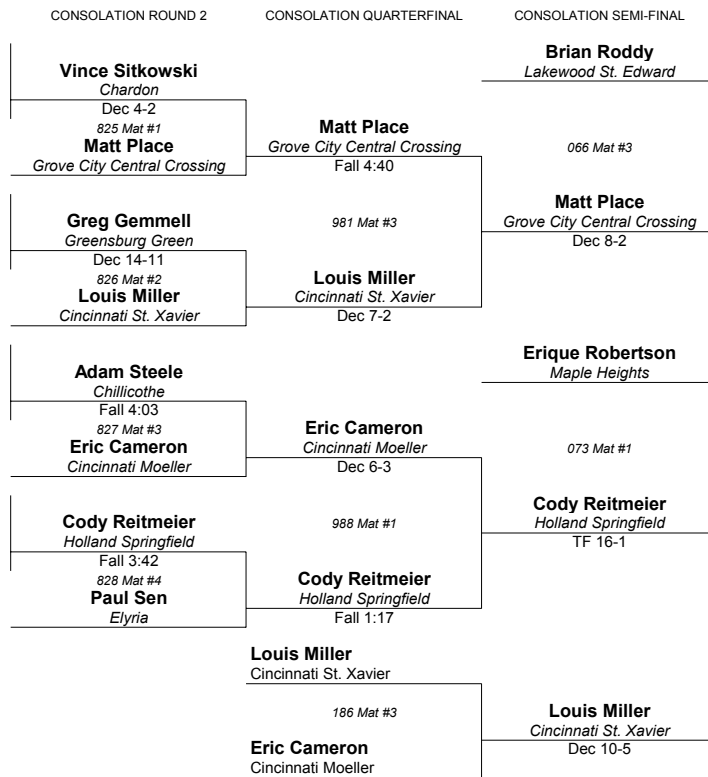 CONSOLATION ROUND 2
CONSOLATION QUARTERFINAL
CONSOLATION SEMI-FINAL
Vince Sitkowski
Chardon
Dec 4-2
825 Mat #1
Matt Place
Grove City Central Crossing
Greg Gemmell
Greensburg Green
Dec 14-11
826 Mat #2
Louis Miller
Cincinnati St. Xavier
Adam Steele
Chillicothe
Fall 4:03
827 Mat #3
Eric Cameron
Cincinnati Moeller
Cody Reitmeier
Holland Springfield
Fall 3:42
828 Mat #4
Paul Sen
Elyria
Matt Place
Grove City Central Crossing
Fall 4:40
981 Mat #3
Louis Miller
Cincinnati St. Xavier
Dec 7-2
Eric Cameron
Cincinnati Moeller
Dec 6-3
988 Mat #1
Cody Reitmeier
Holland Springfield
Fall 1:17
Brian Roddy
Lakewood St. Edward
066 Mat #3
Matt Place
Grove City Central Crossing
Dec 8-2
Erique Robertson
Maple Heights
073 Mat #1
Cody Reitmeier
Holland Springfield
TF 16-1
Louis Miller
Cincinnati St. Xavier
186 Mat #3
Eric Cameron
Cincinnati Moeller
Louis Miller
Cincinnati St. Xavier
Dec 10-5